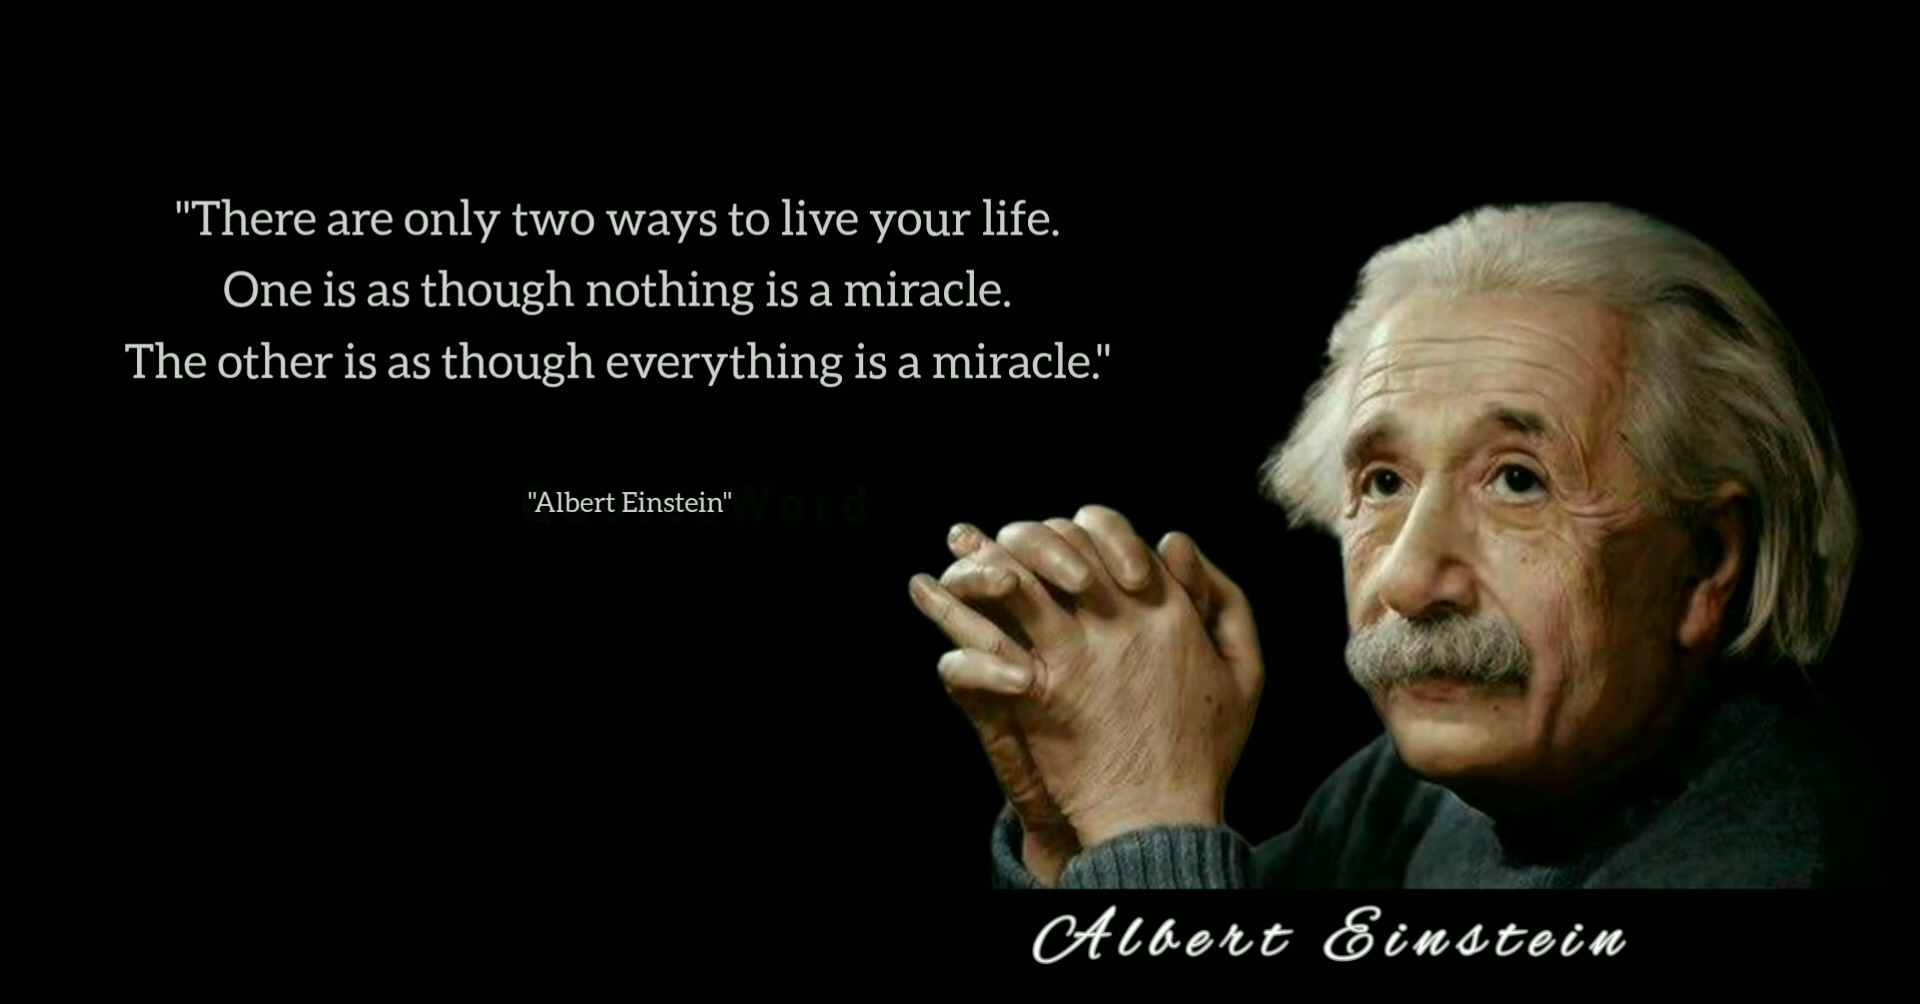 "There are only two ways to live your life.
One is as though nothing is a miracle.
The other is as though everything is a miracle."
"Albert Einstein"
Albert Einstein